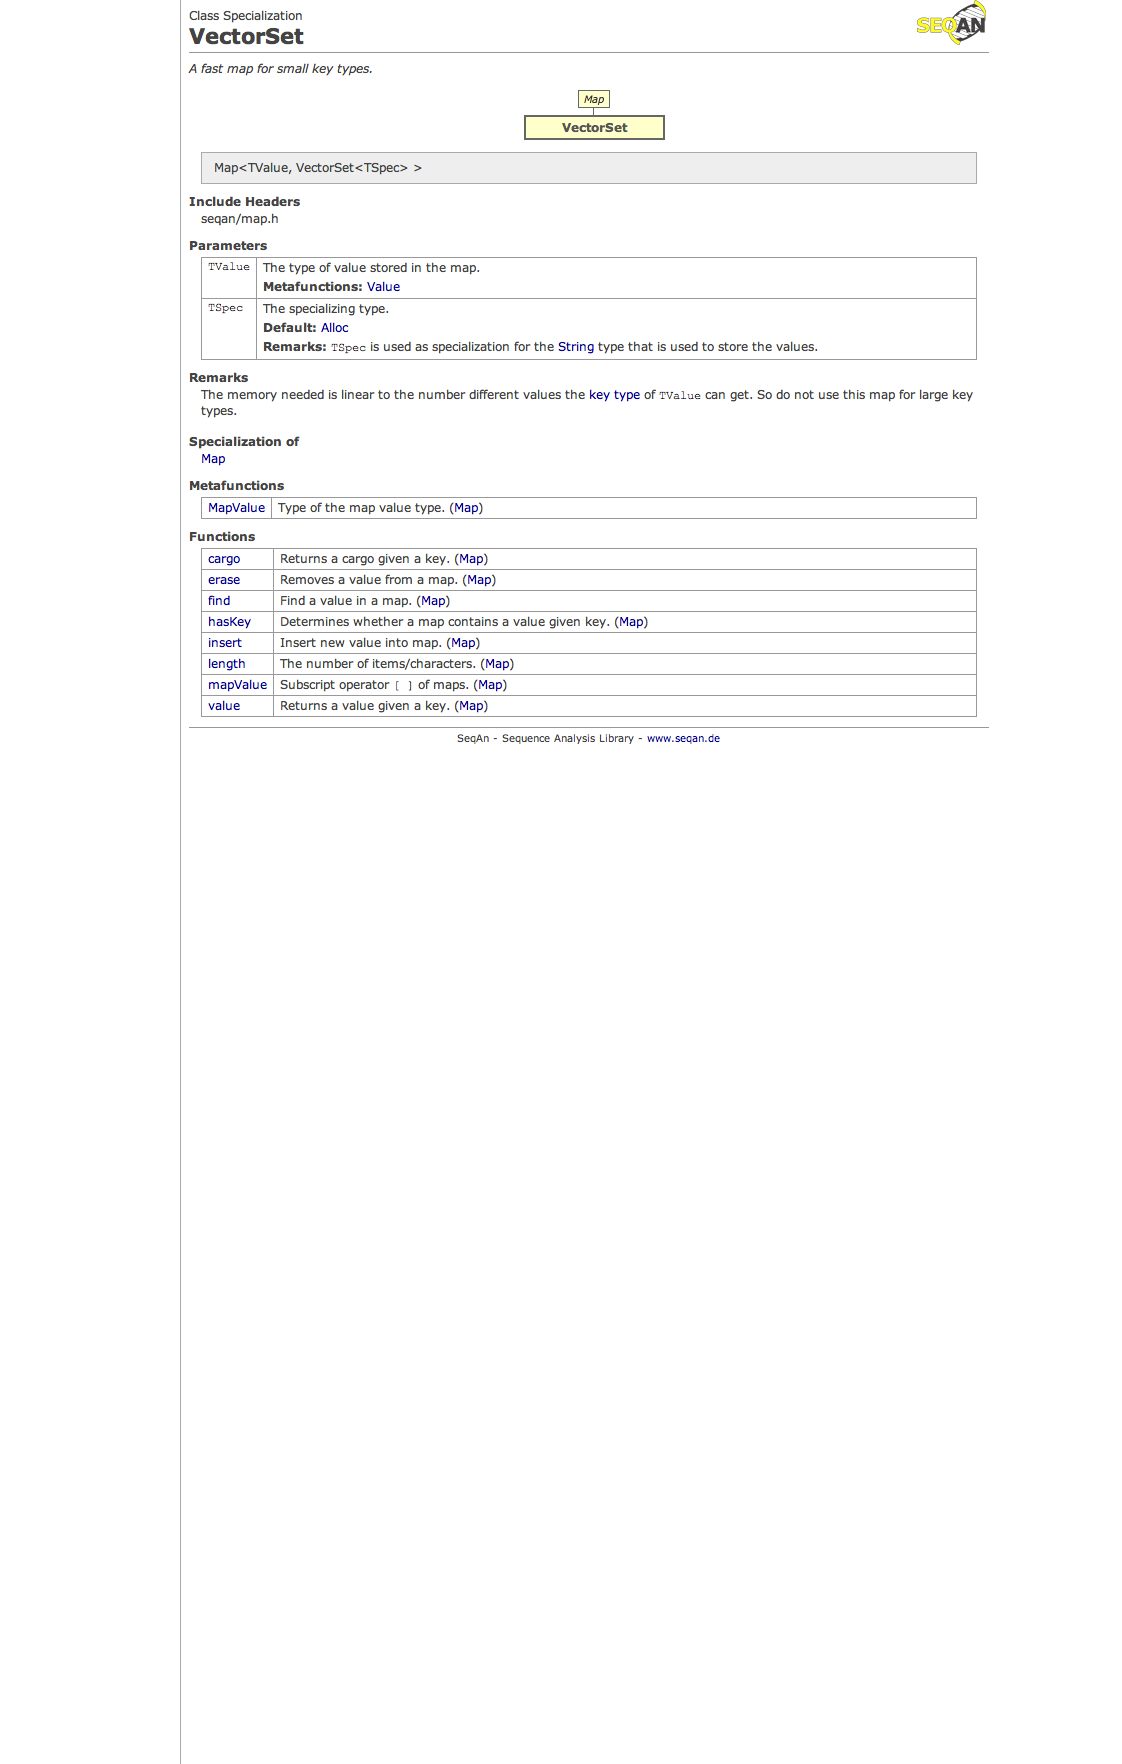 Class Specialization
VectorSet
SEQAN
A fast map for small key types.
Map
VectorSet
Map<TValue, VectorSet<TSpec> >
Include Headers
seqan/map.h
Parameters
TValue The type of value stored in the map.
Metafunctions: Value
TSpec The specializing type.
Default: Alloc
Remarks: TSpec is used as specialization for the String type that is used to store the values.
Remarks
The memory needed is linear to the number different values the key type of TValue can get. So do not use this map for large key
types.
Specialization of
Map
Metafunctions
MapValue Type of the map value type. (Map)
Functions
cargo Returns a cargo given a key. (Map)
erase Removes a value from a map. (Map)
find Find a value in a map. (Map)
hasKey Determines whether a map contains a value given key. (Map)
insert Insert new value into map. (Map)
length The number of items/characters. (Map)
mapValue Subscript operator [ ] of maps. (Map)
value Returns a value given a key. (Map)
SeqAn - Sequence Analysis Library - www.seqan.de